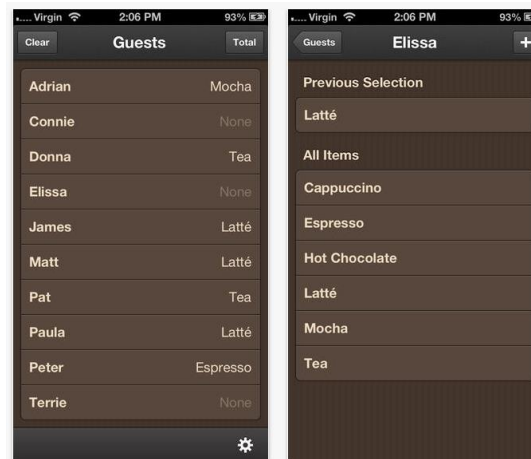 Virgin 2:06 PM 93%
Clear Guests Total
Adrian Mocha
Connie None
Donna Tea
Elissa None
James Latté
Matt Latté
Pat Tea
Paula Latté
Peter Espresso
Terrie None
Virgin 2:06 PM 93%
Guests Elissa +
Previous Selection
Latté
All Items
Cappuccino
Espresso
Hot Chocolate
Latté
Mocha
Tea